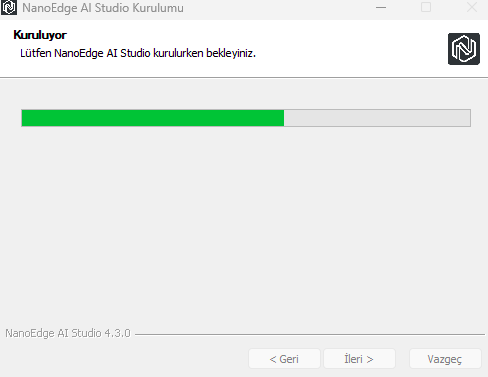 NanoEdge AI Studio Kurulumu
Kuruluyor
Lütfen NanoEdge AI Studio kurulurken bekleyiniz.
NanoEdge AI Studio 4.3.0
< Geri
İleri >
Vazgeç